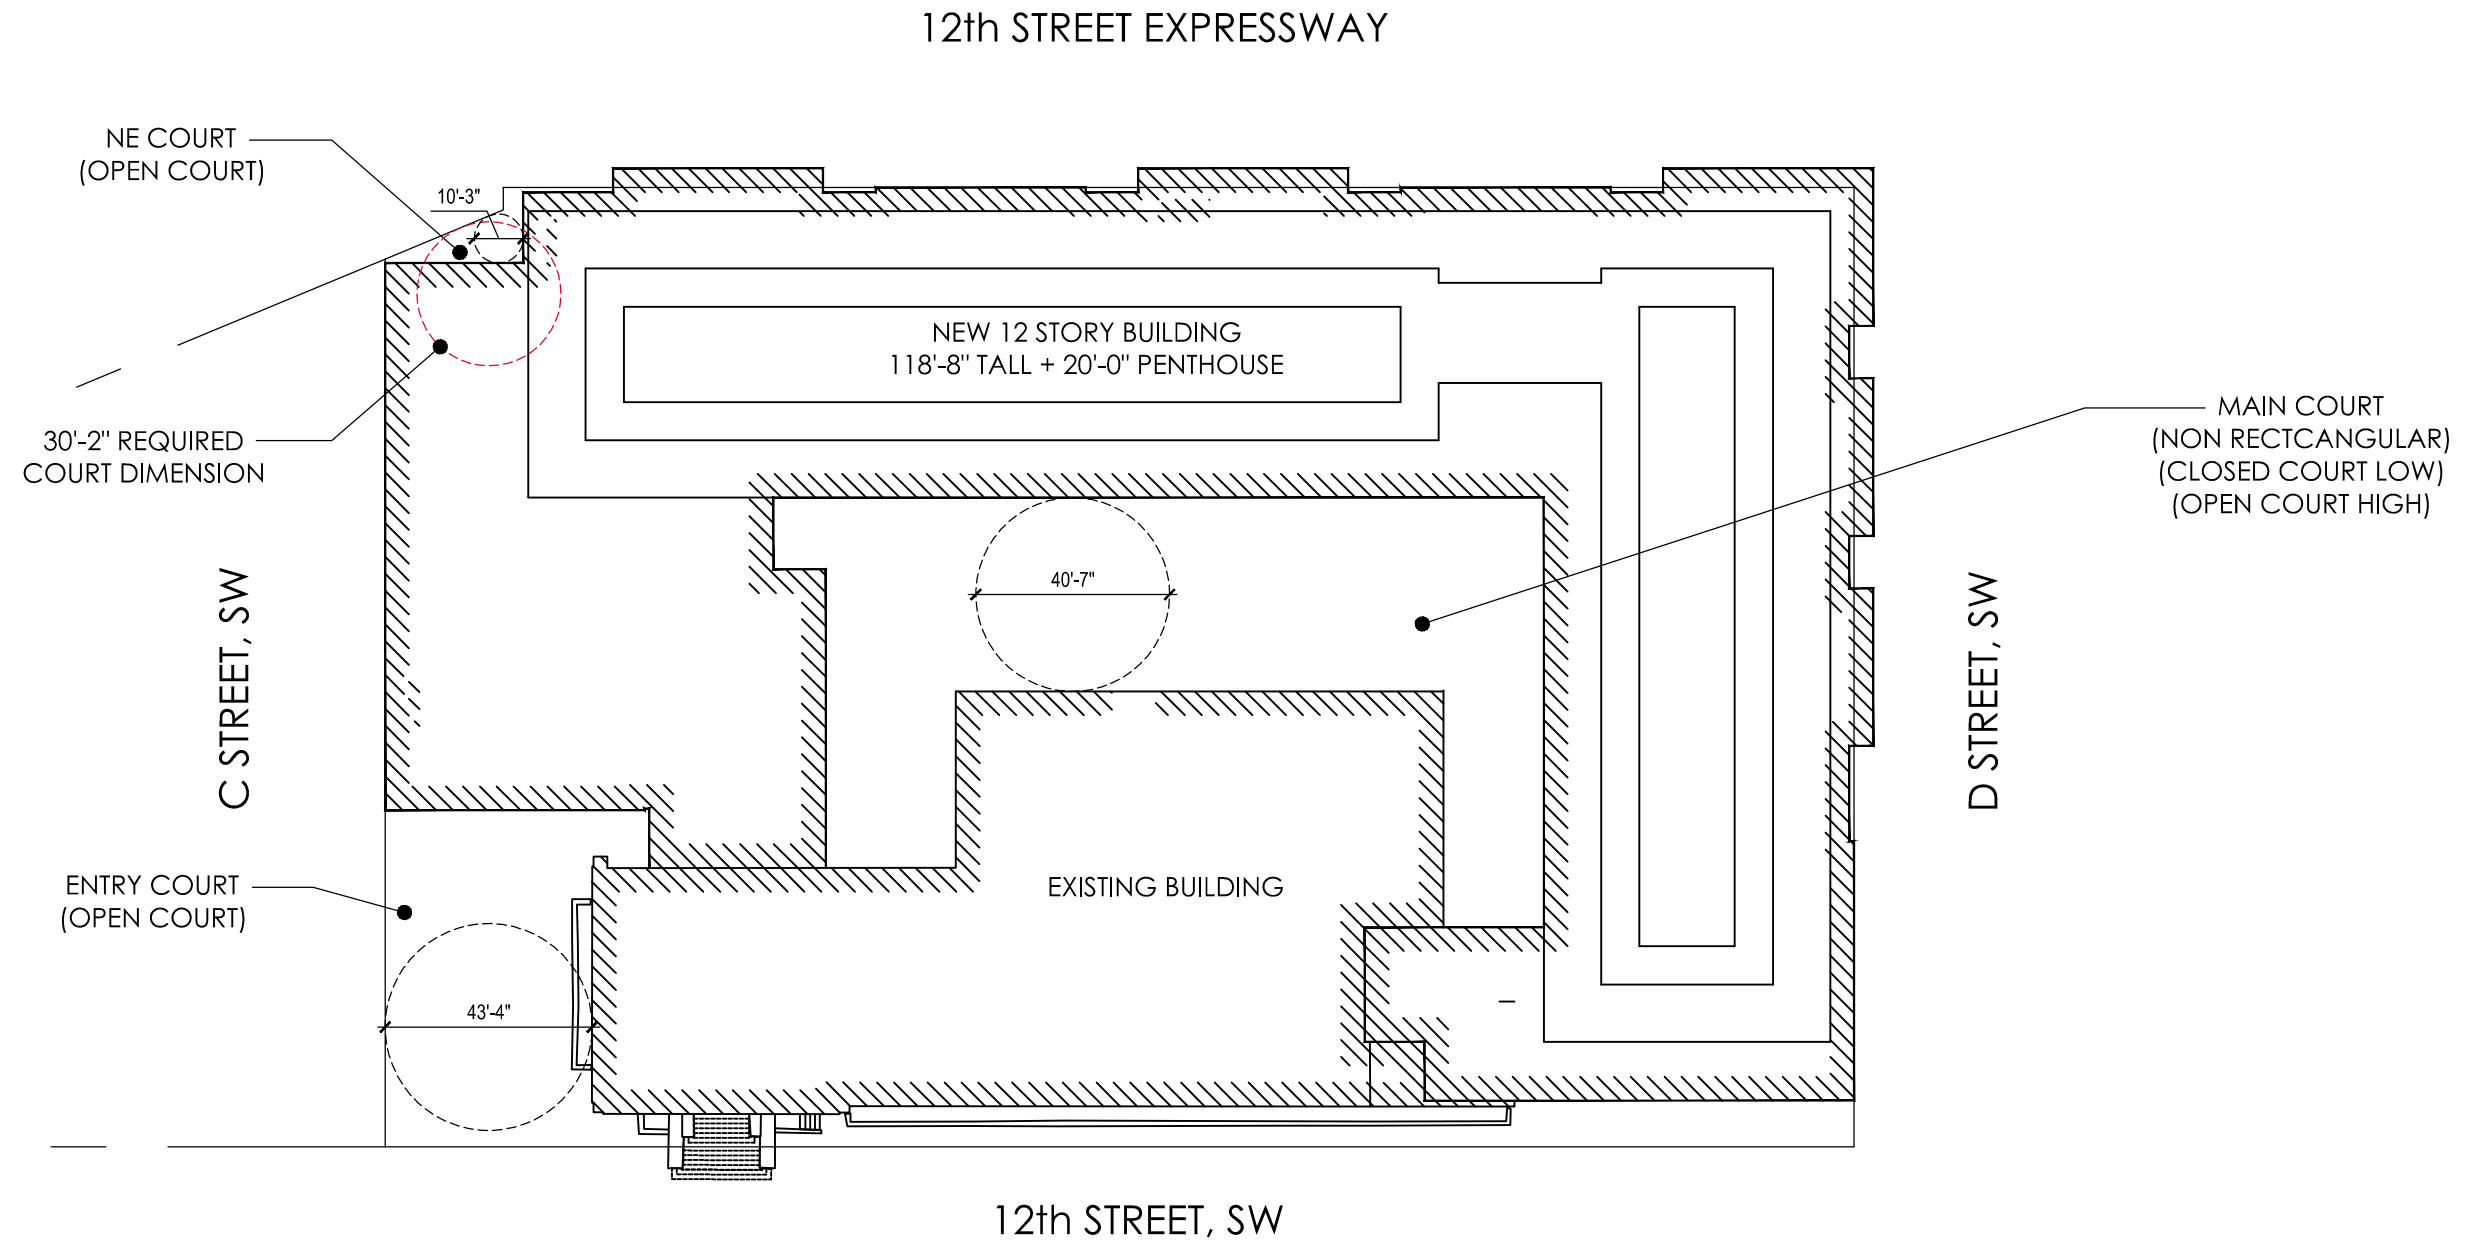 12th STREET EXPRESSWAY
NE COURT
(OPEN COURT)
10'-3"
NEW 12 STORY BUILDING
118'-8" TALL + 20'-0" PENTHOUSE
30'-2" REQUIRED
COURT DIMENSION
MAIN COURT
(NON RECTCANGULAR)
(CLOSED COURT LOW)
(OPEN COURT HIGH)
40'-7"
C STREET, SW
D STREET, SW
ENTRY COURT
(OPEN COURT)
EXISTING BUILDING
43'-4"
12th STREET, SW